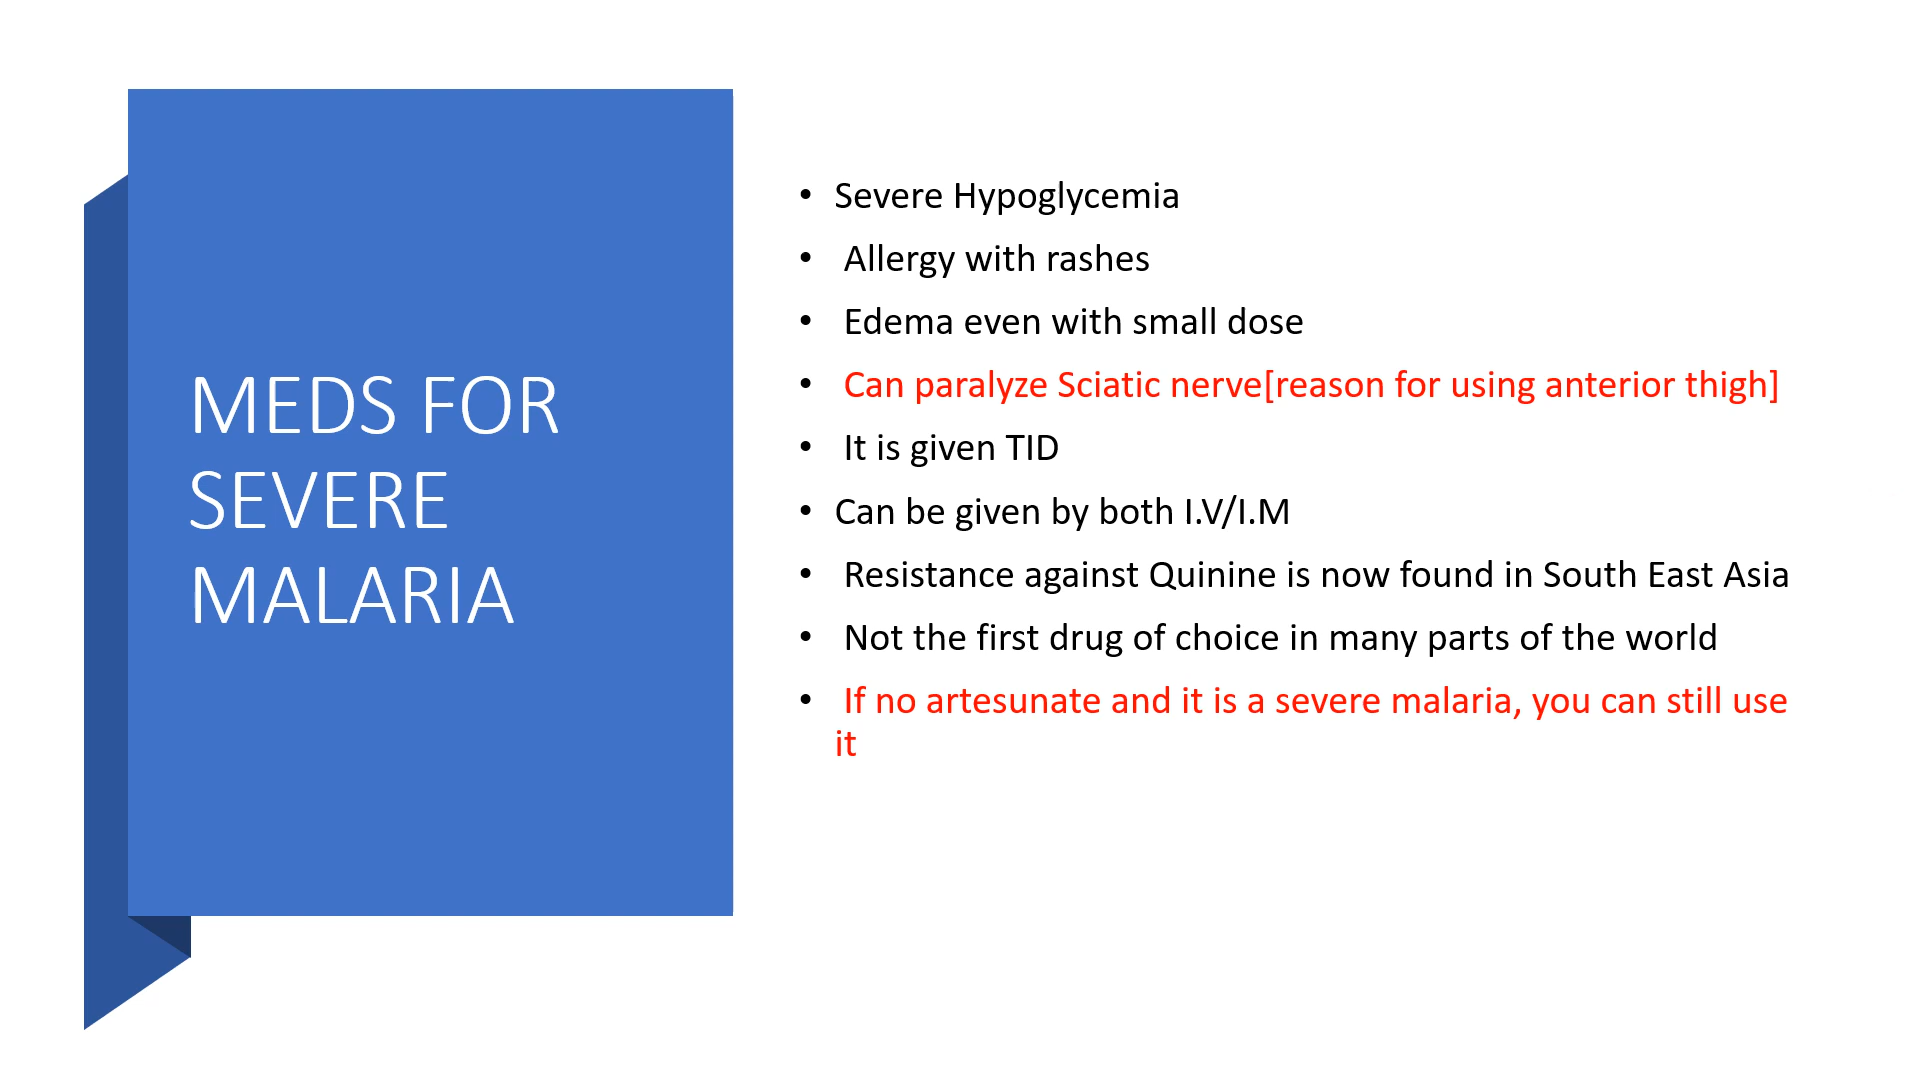 MEDS FOR
SEVERE
MALARIA
• Severe Hypoglycemia
• Allergy with rashes
• Edema even with small dose
• Can paralyze Sciatic nerve[reason for using anterior thigh]
• It is given TID
• Can be given by both I.V/I.M
• Resistance against Quinine is now found in South East Asia
• Not the first drug of choice in many parts of the world
• If no artesunate and it is a severe malaria, you can still use
it